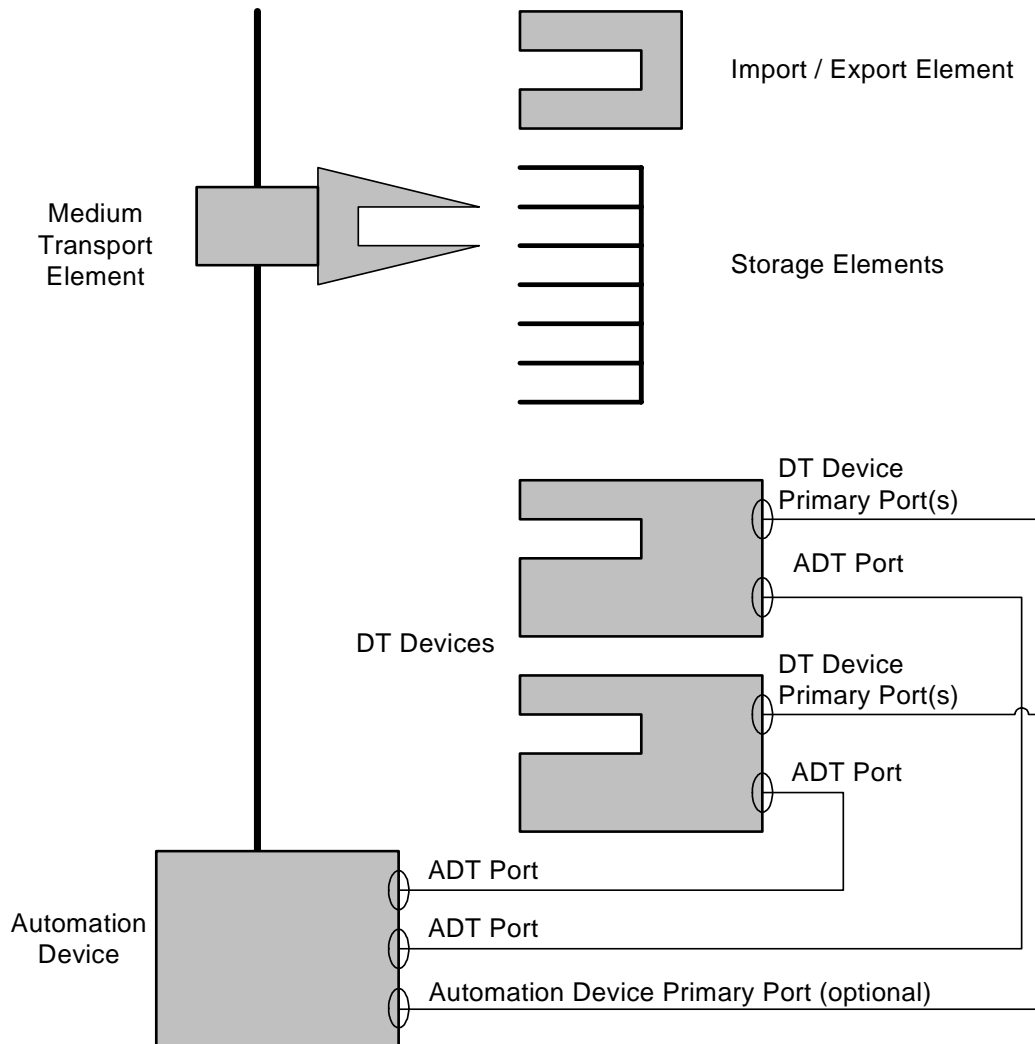 Import / Export Element
Medium
Transport
Element
Storage Elements
DT Device
Primary Port(s)
ADT Port
DT Devices
DT Device
Primary Port(s)
ADT Port
ADT Port
Automation
Device
ADT Port
Automation Device Primary Port (optional)